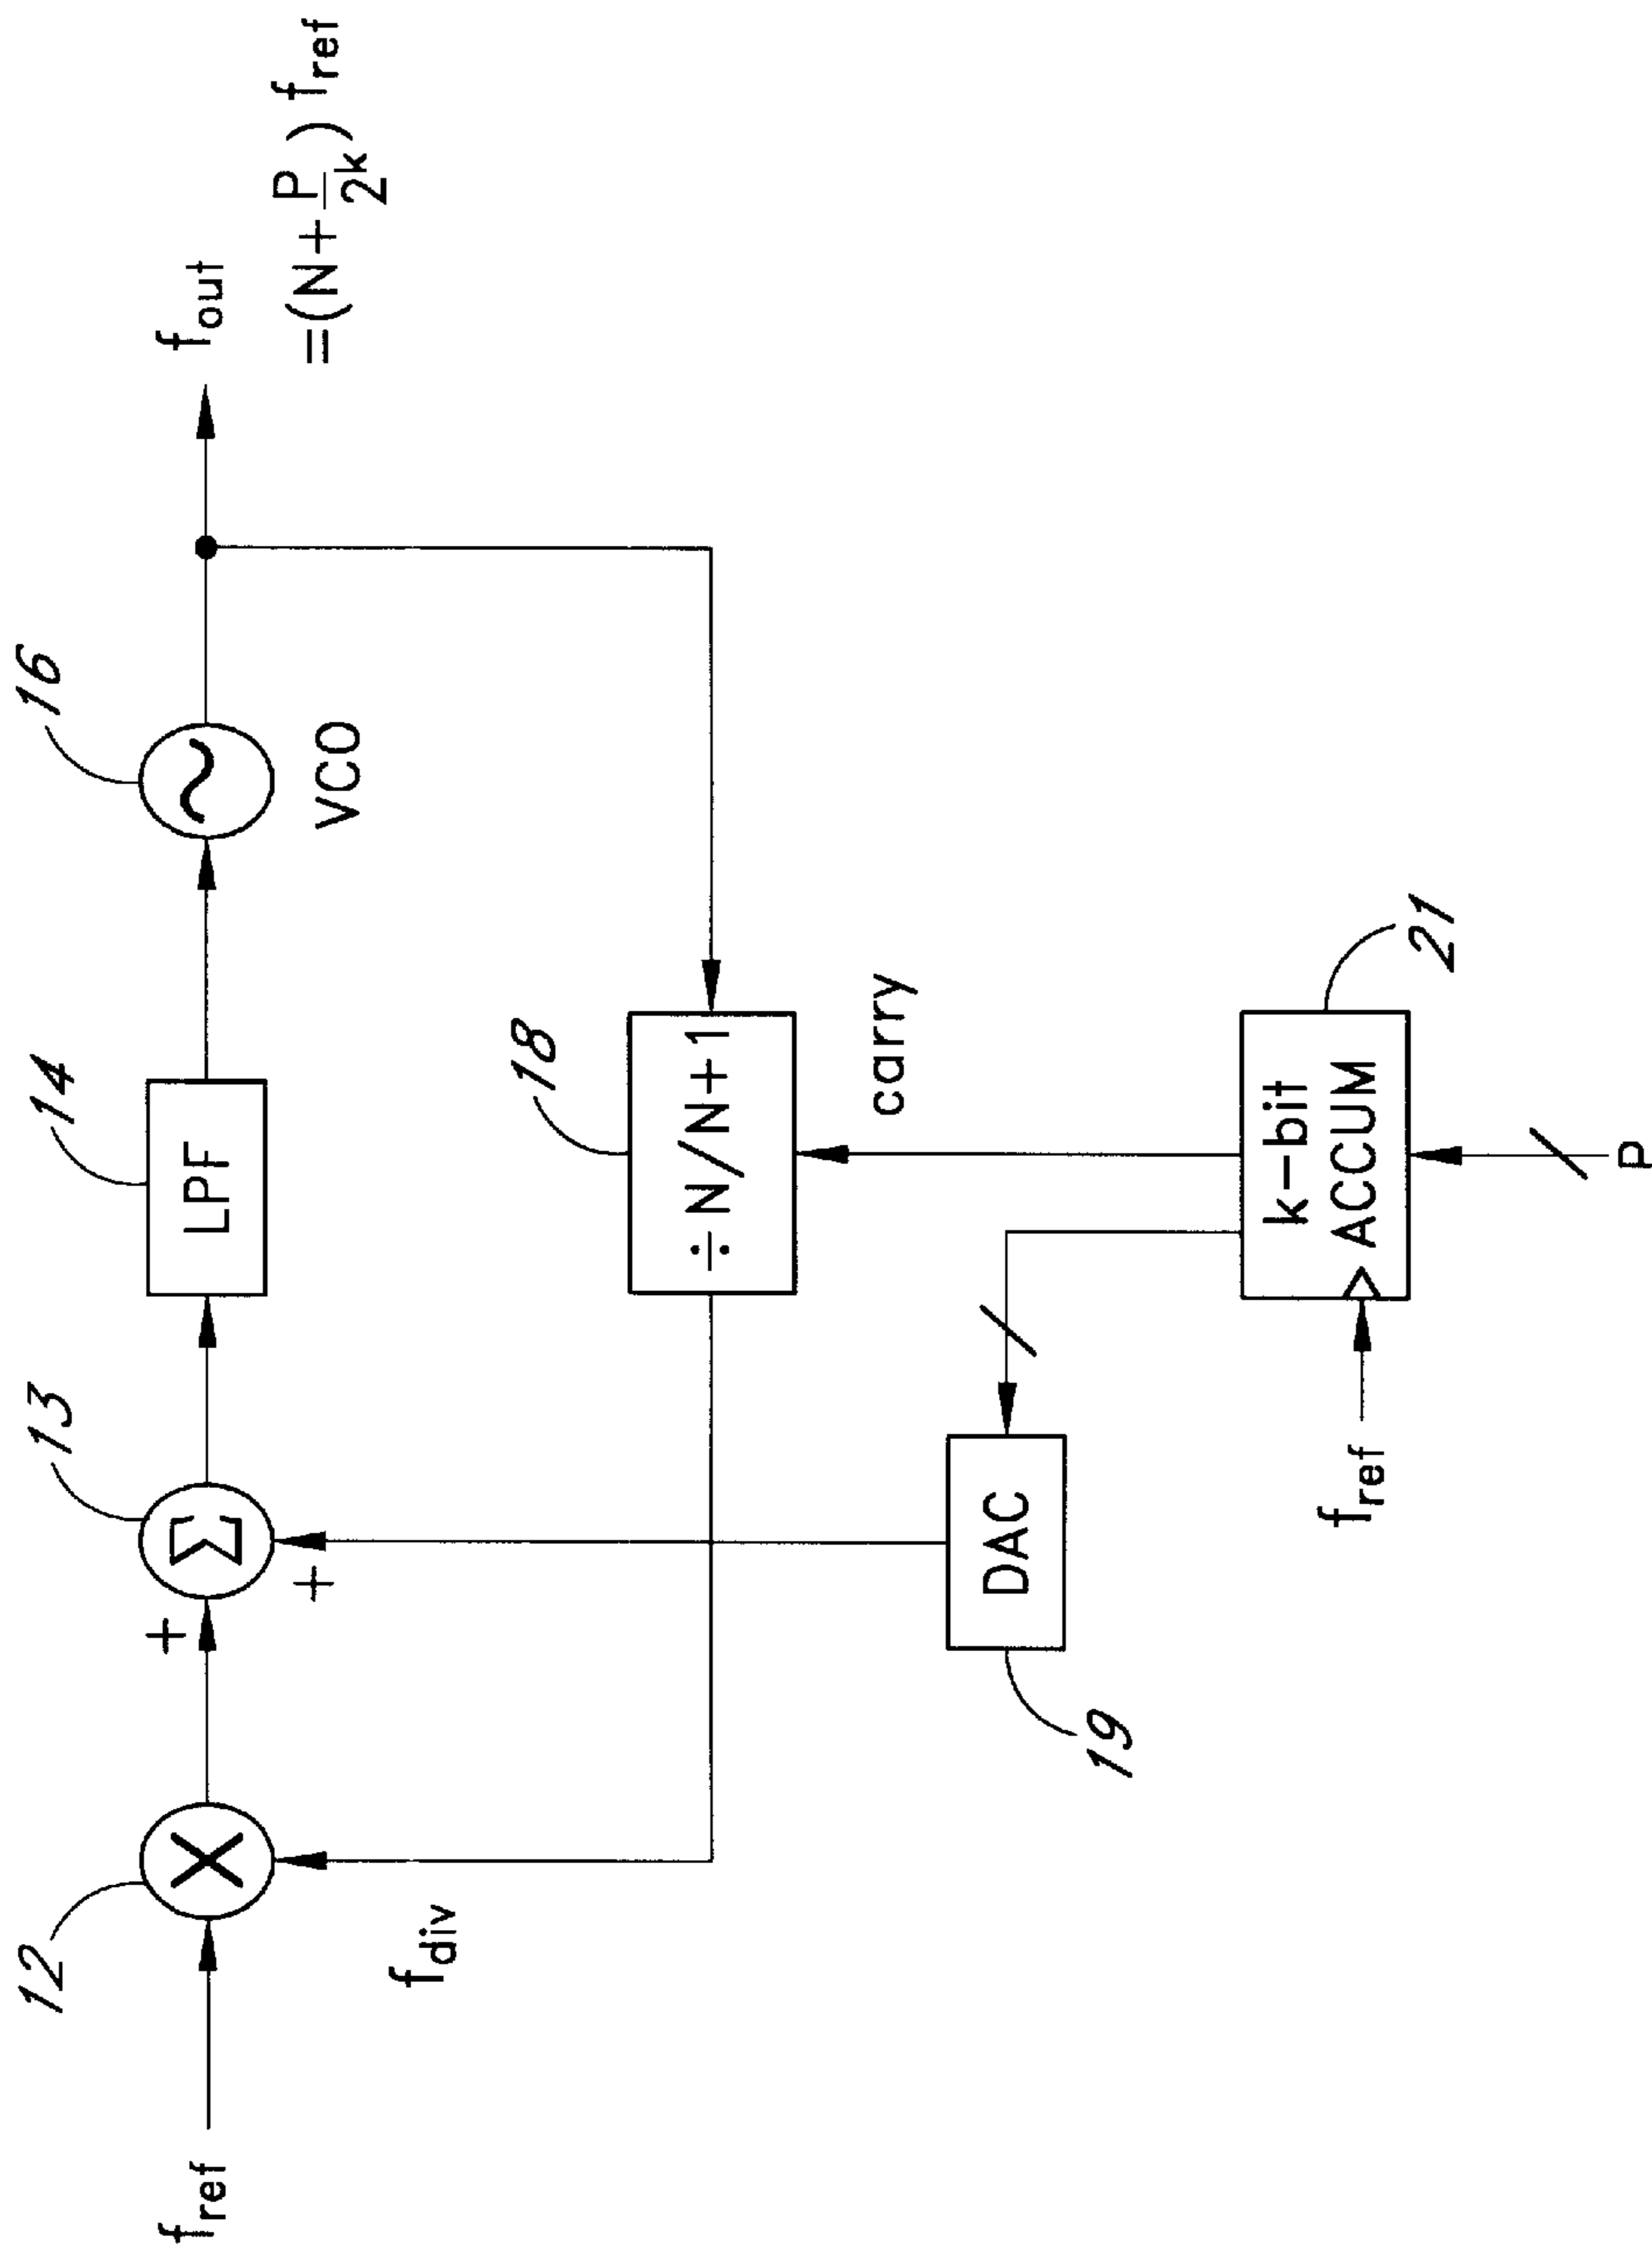 12
13
14
16
f_ref
+
Σ
LPF
f_out
=(N+P/2^k) f_ref
+
VCO
f_div
18
÷N/N+1
DAC
19
carry
k-bit
ACCUM
21
f_ref
P